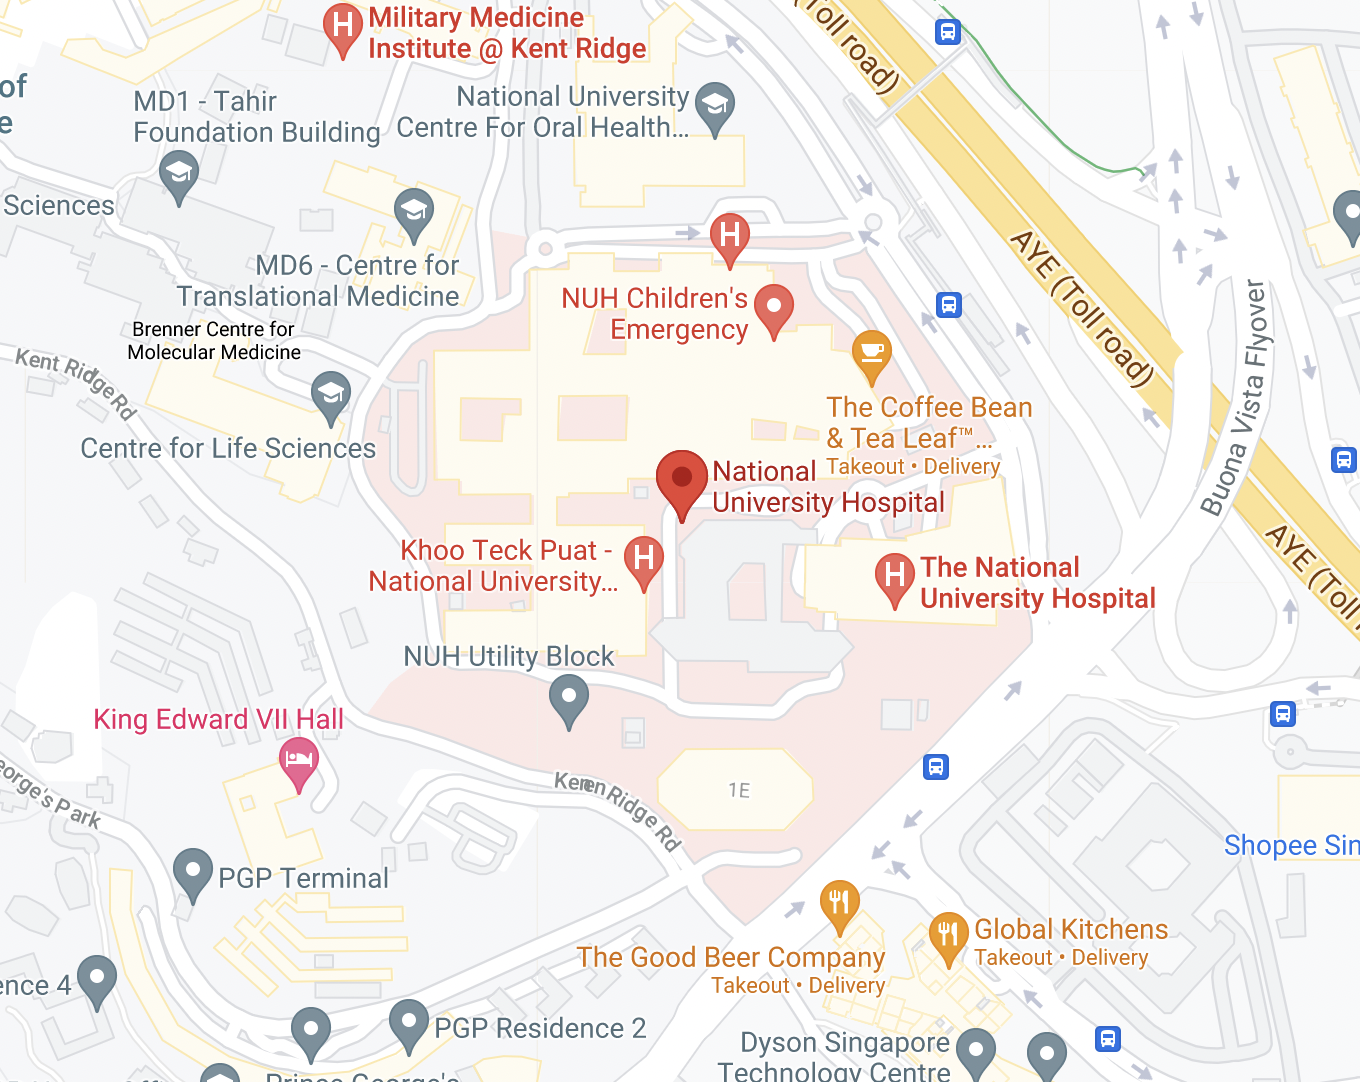 Military Medicine
Institute @ Kent Ridge
(Toll road)
of
e
MD1 - Tahir
Foundation Building
National University
Centre For Oral Health...
Sciences
MD6 - Centre for
Translational Medicine
NUH Children's
Emergency
AYE (Toll road)
Brenner Centre for
Molecular Medicine
Kent Ridge Rd
Buona Vista Flyover
The Coffee Bean
& Tea Leaf™...
Takeout • Delivery
Centre for Life Sciences
National
University Hospital
Khoo Teck Puat -
National University...
The National
University Hospital
AYE (Toll r
NUH Utility Block
King Edward VII Hall
eorge's Park
Ridge Rd
1E
Shopee Sin
PGP Terminal
The Good Beer Company
Takeout • Delivery
Global Kitchens
Takeout • Delivery
ence 4
PGP Residence 2
Dyson Singapore
Technology Centre
Prince George's